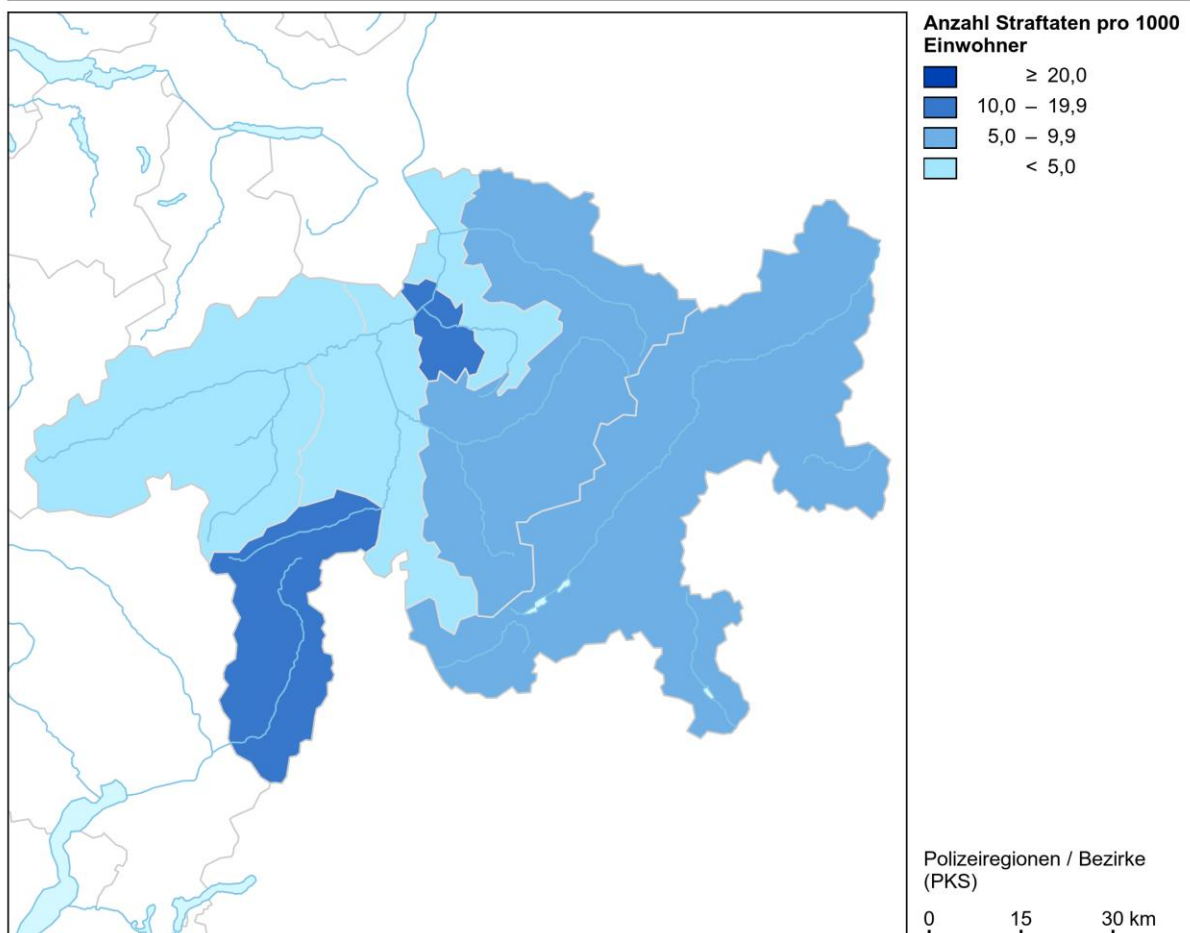 Anzahl Straftaten pro 1000
Einwohner
≥ 20,0
10,0 – 19,9
5,0 – 9,9
< 5,0
Polizeiregionen / Bezirke
(PKS)
0 15 30 km